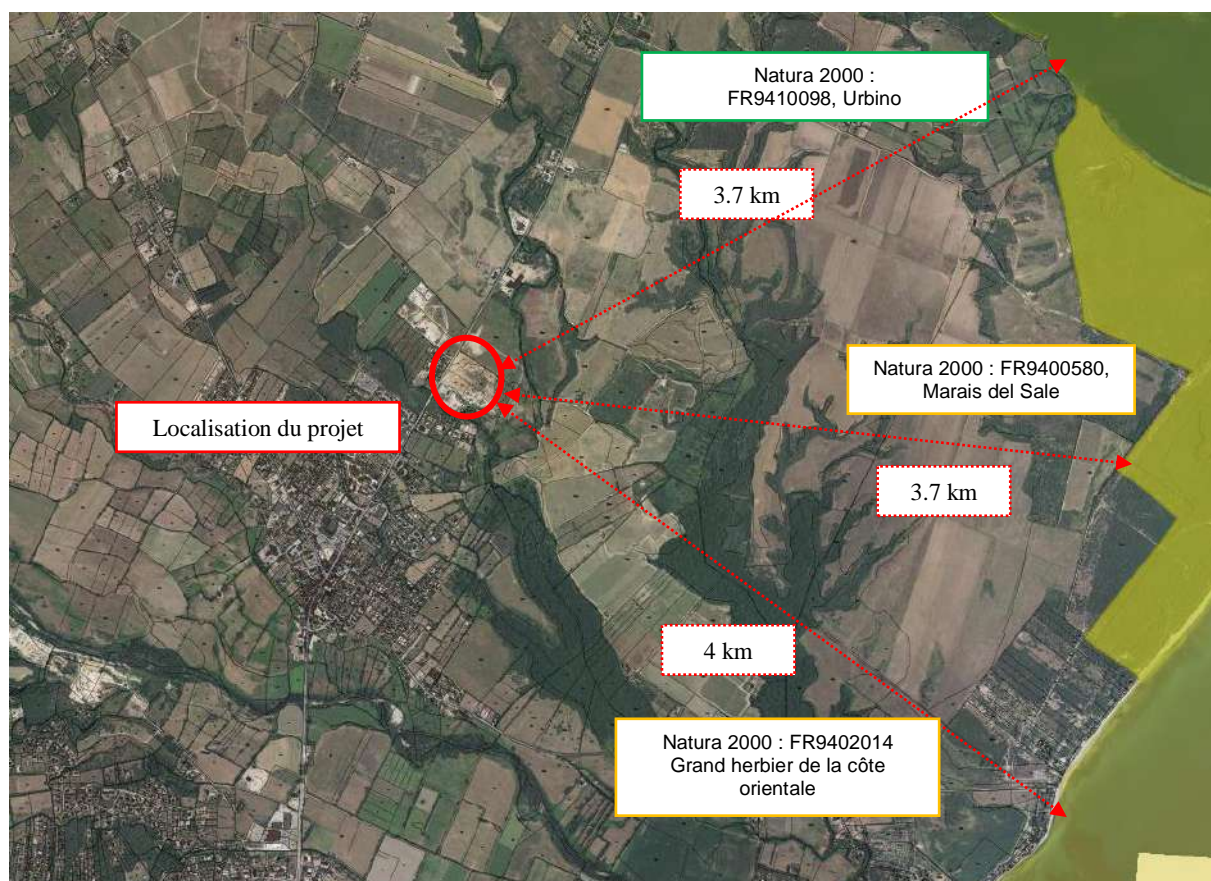 Natura 2000 :
FR9410098, Urbino
3.7 km
Natura 2000 : FR9400580,
Marais del Sale
Localisation du projet
3.7 km
4 km
Natura 2000 : FR9402014
Grand herbier de la côte
orientale